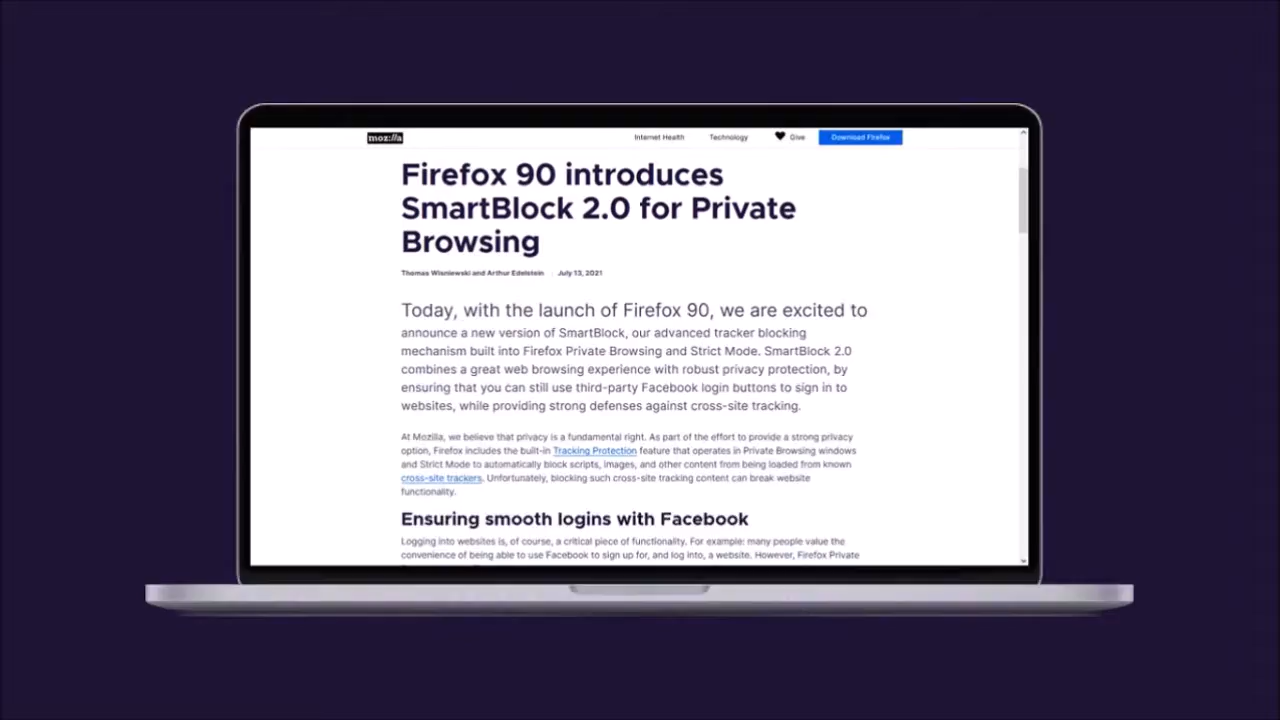 moz://a
Internet Health
Technology
Give
Download Firefox
Firefox 90 introduces
SmartBlock 2.0 for Private
Browsing
Thomas Wisniewski and Arthur Edelstein
July 13, 2021
Today, with the launch of Firefox 90, we are excited to
announce a new version of SmartBlock, our advanced tracker blocking
mechanism built into Firefox Private Browsing and Strict Mode. SmartBlock 2.0
combines a great web browsing experience with robust privacy protection, by
ensuring that you can still use third-party Facebook login buttons to sign in to
websites, while providing strong defenses against cross-site tracking.
At Mozilla, we believe that privacy is a fundamental right. As part of the effort to provide a strong privacy
option, Firefox includes the built-in Tracking Protection feature that operates in Private Browsing windows
and Strict Mode to automatically block scripts, images, and other content from being loaded from known
cross-site trackers. Unfortunately, blocking such cross-site tracking content can break website
functionality.
Ensuring smooth logins with Facebook
Logging into websites is, of course, a critical piece of functionality. For example: many people value the
convenience of being able to use Facebook to sign up for, and log into, a website. However, Firefox Private